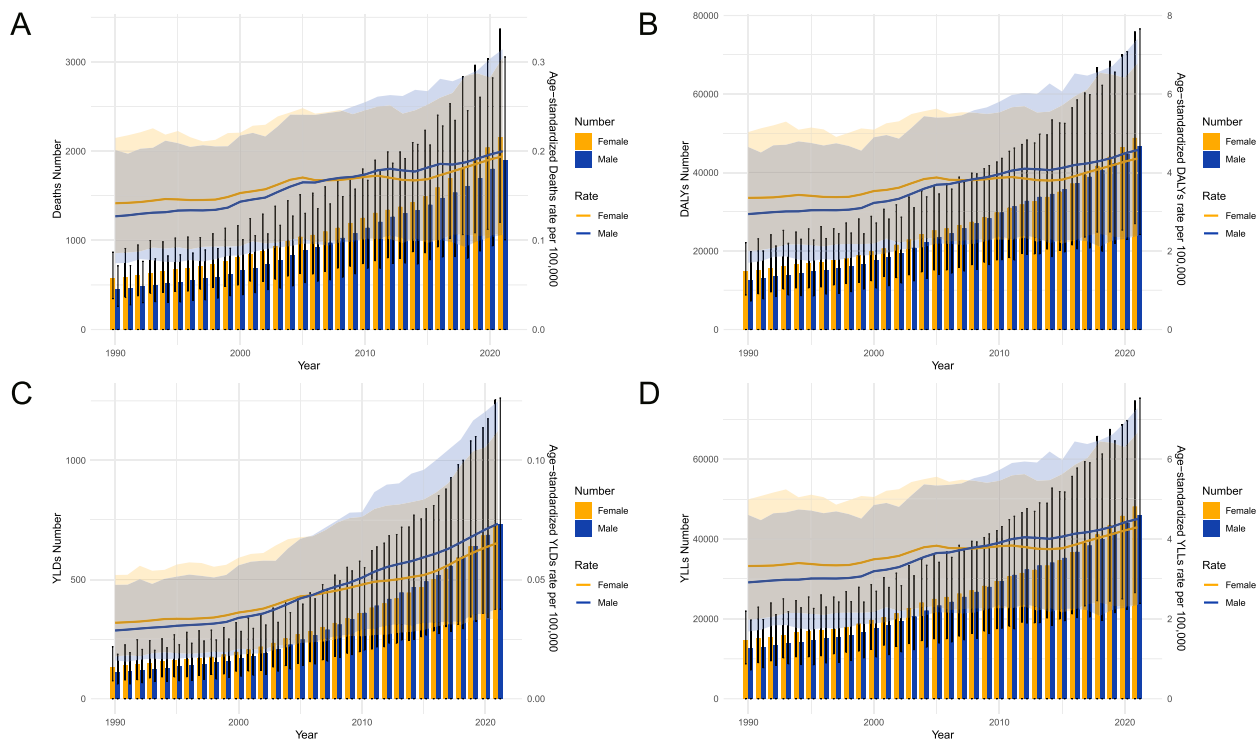 A
Deaths Number
3000
2000
1000
0
0.3
0.2
0.1
0.0
Age−standardized Deaths rate per 100,000
1990
2000
2010
2020
Year
Number
Female
Male
Rate
Female
Male
B
DALYs Number
80000
60000
40000
20000
0
8
6
4
2
0
Age−standardized DALYs rate per 100,000
1990
2000
2010
2020
Year
Number
Female
Male
Rate
Female
Male
C
YLDs Number
1000
500
0
0.10
0.05
0.00
Age−standardized YLDs rate per 100,000
1990
2000
2010
2020
Year
Number
Female
Male
Rate
Female
Male
D
YLLs Number
60000
40000
20000
0
6
4
2
0
Age−standardized YLLs rate per 100,000
1990
2000
2010
2020
Year
Number
Female
Male
Rate
Female
Male